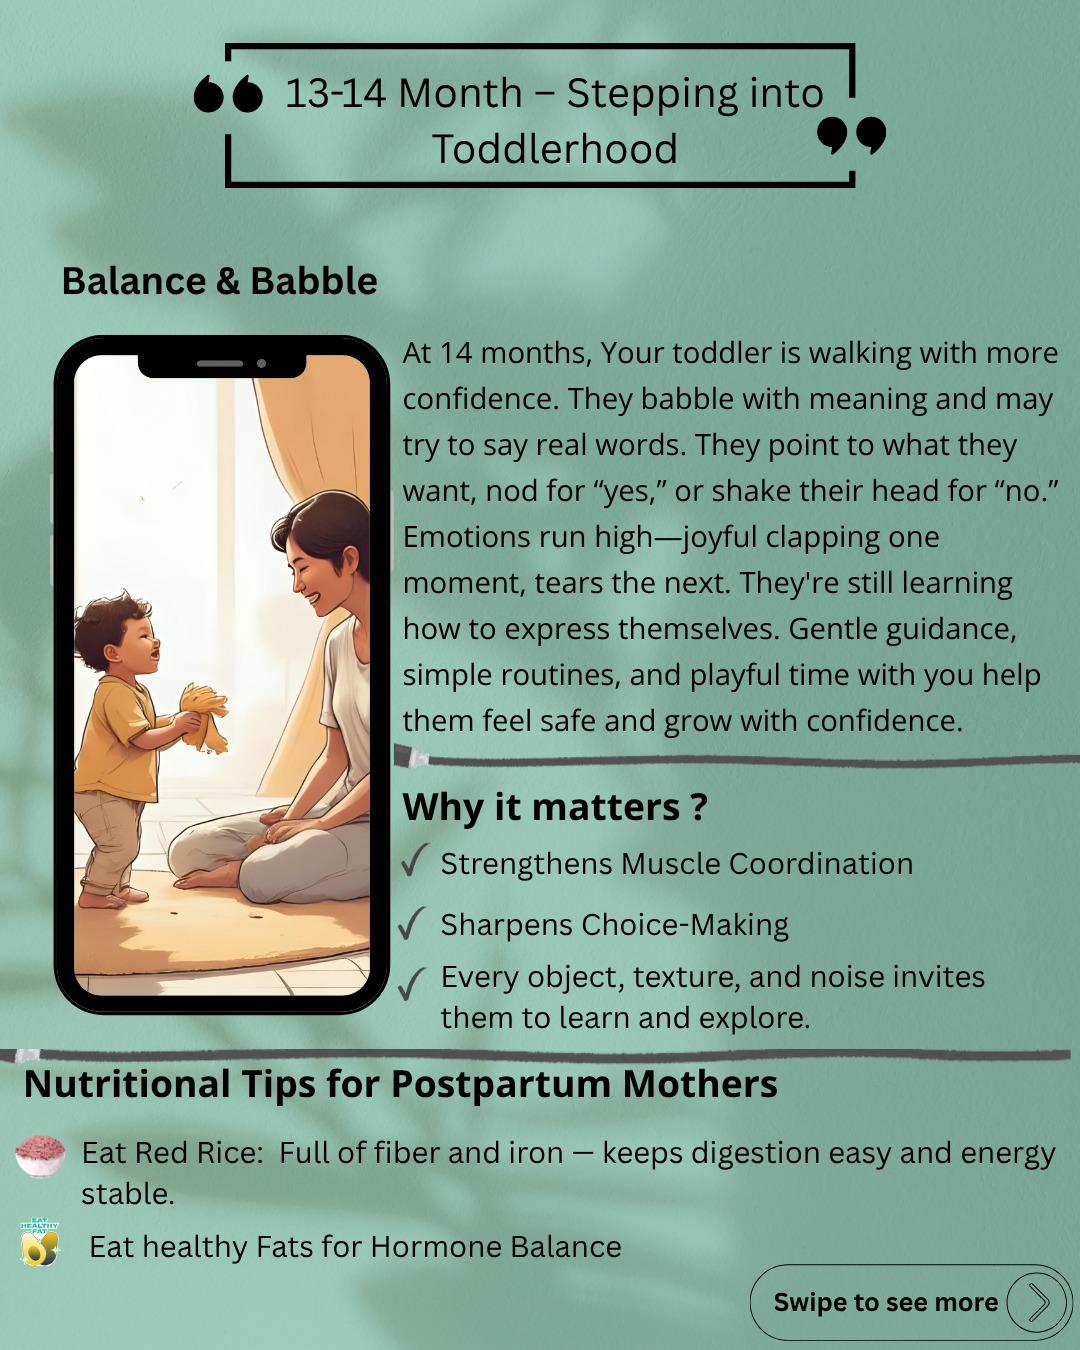 13-14 Month – Stepping into
Toddlerhood
Balance & Babble
At 14 months, Your toddler is walking with more
confidence. They babble with meaning and may
try to say real words. They point to what they
want, nod for “yes,” or shake their head for “no.”
Emotions run high—joyful clapping one
moment, tears the next. They're still learning
how to express themselves. Gentle guidance,
simple routines, and playful time with you help
them feel safe and grow with confidence.
Why it matters ?
Strengthens Muscle Coordination
Sharpens Choice-Making
Every object, texture, and noise invites
them to learn and explore.
Nutritional Tips for Postpartum Mothers
Eat Red Rice:  Full of fiber and iron — keeps digestion easy and energy
stable.
EAT
HEALTHY
FAT
Eat healthy Fats for Hormone Balance
Swipe to see more